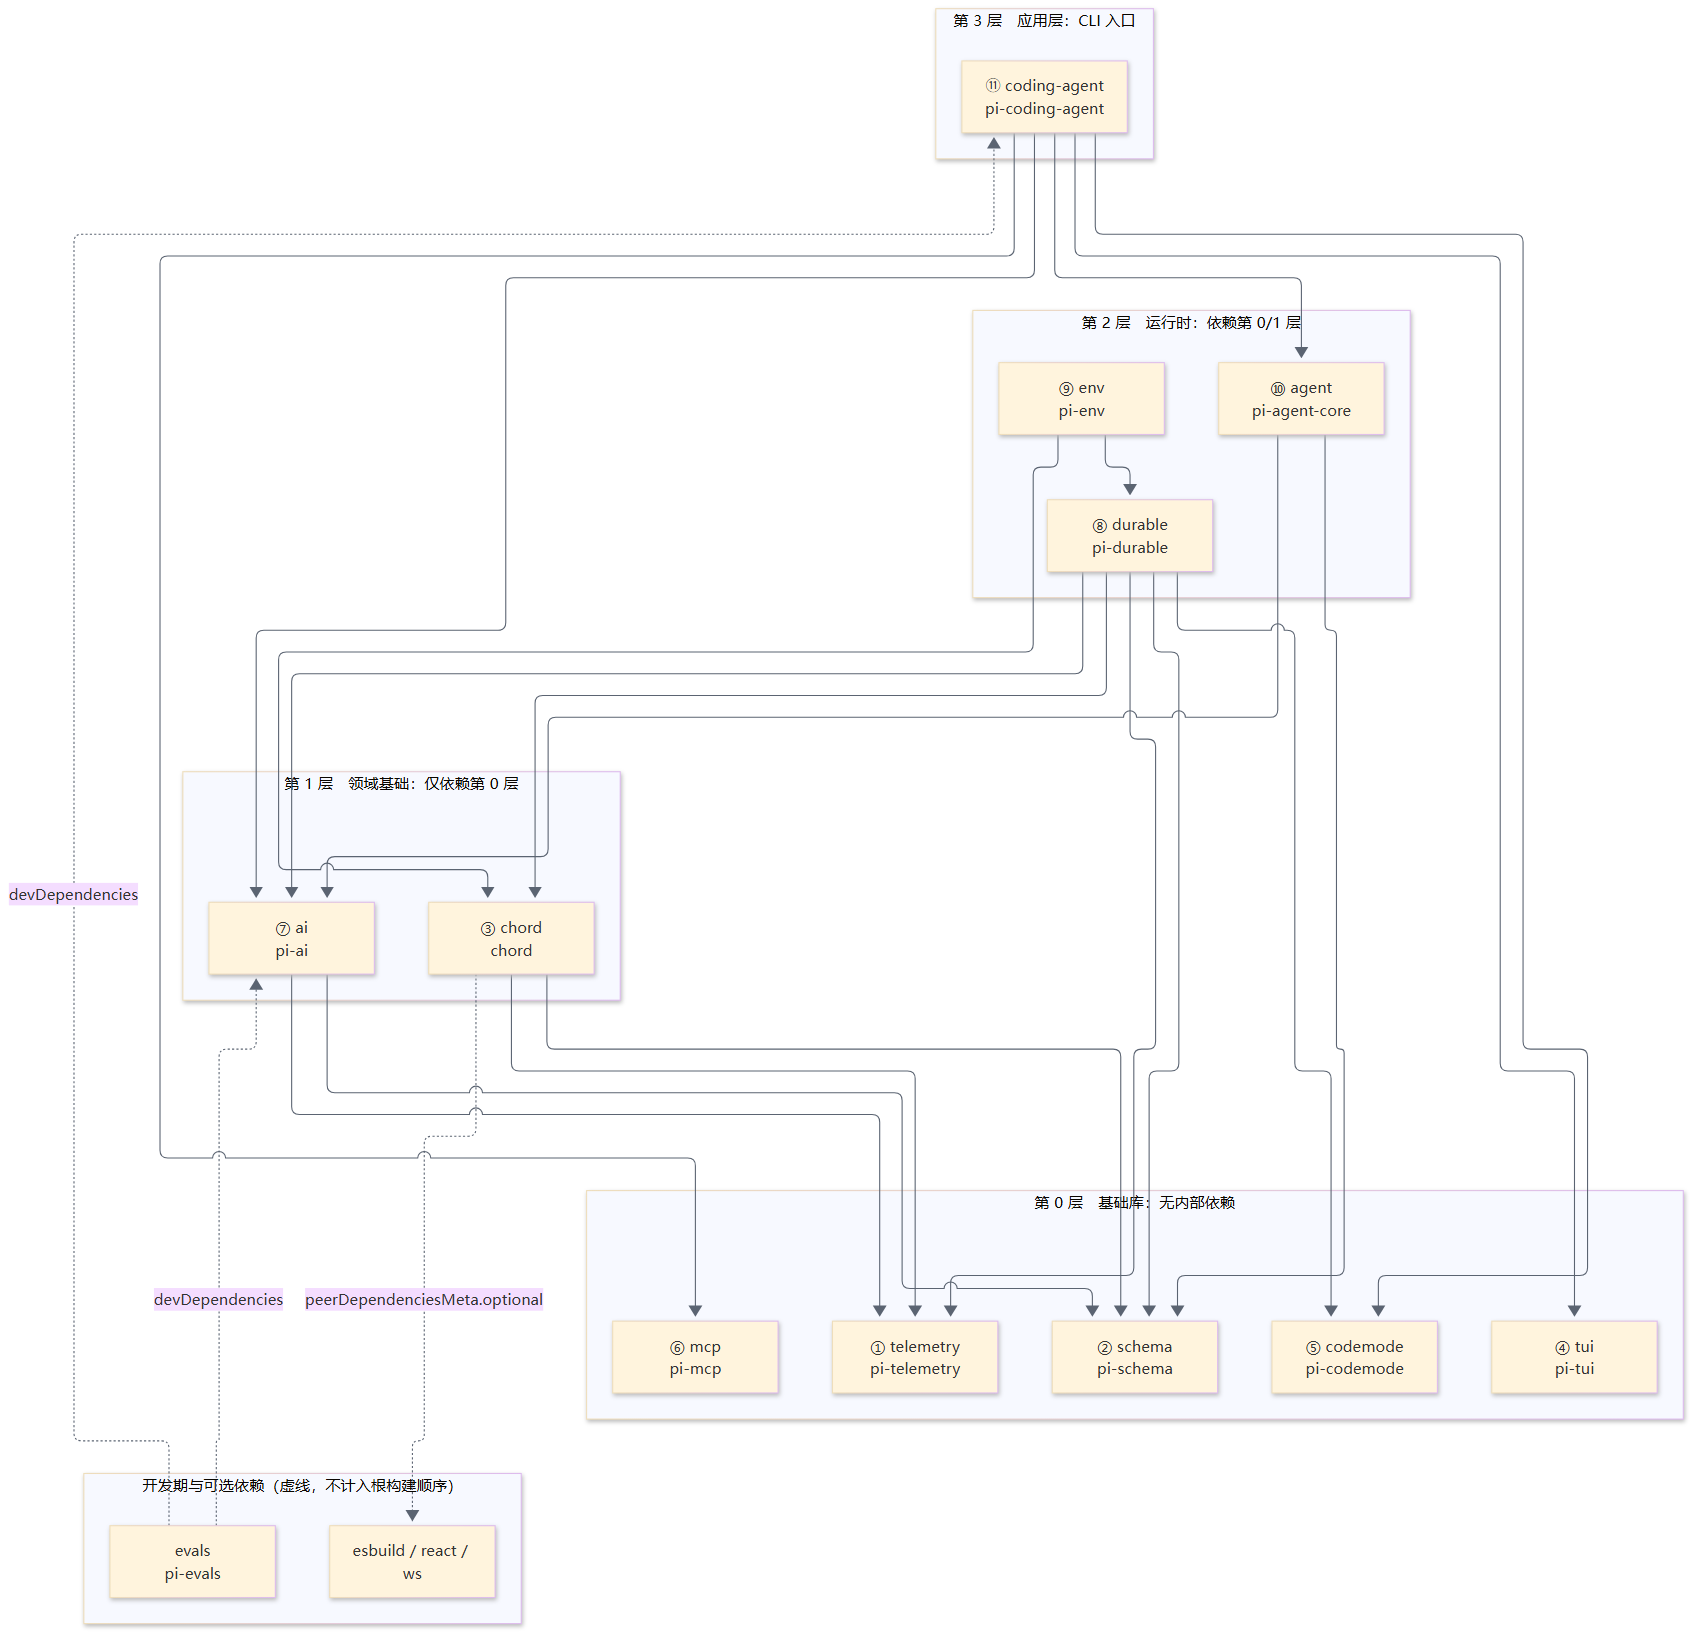 第 3 层　应用层：CLI 入口
⑪ coding-agent
pi-coding-agent
第 2 层　运行时：依赖第 0/1 层
⑨ env
pi-env
⑩ agent
pi-agent-core
⑧ durable
pi-durable
第 1 层　领域基础：仅依赖第 0 层
devDependencies
⑦ ai
pi-ai
③ chord
chord
第 0 层　基础库：无内部依赖
devDependencies
peerDependenciesMeta.optional
⑥ mcp
pi-mcp
① telemetry
pi-telemetry
② schema
pi-schema
⑤ codemode
pi-codemode
④ tui
pi-tui
开发期与可选依赖（虚线，不计入根构建顺序）
evals
pi-evals
esbuild / react /
ws